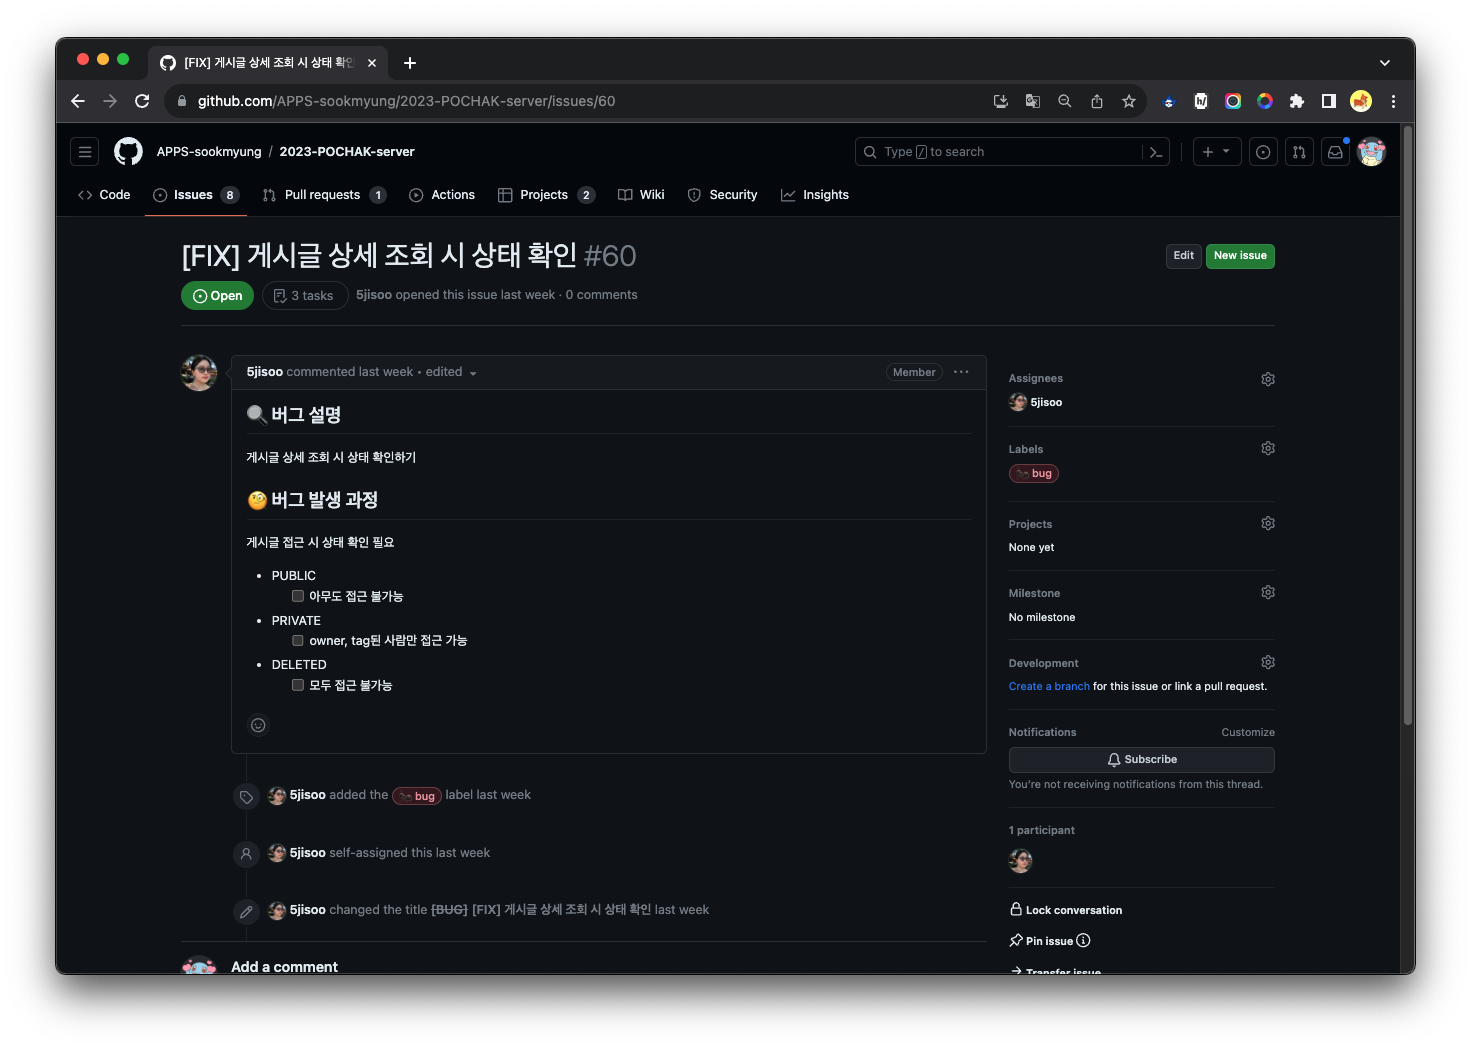 [FIX] 게시글 상세 조회 시 상태 확인
github.com/APPS-sookmyung/2023-POCHAK-server/issues/60
APPS-sookmyung / 2023-POCHAK-server
Type / to search
Code
Issues 8
Pull requests 1
Actions
Projects 2
Wiki
Security
Insights
[FIX] 게시글 상세 조회 시 상태 확인 #60
Edit
New issue
Open
3 tasks
5jisoo opened this issue last week · 0 comments
5jisoo commented last week • edited
Member
버그 설명
게시글 상세 조회 시 상태 확인하기
버그 발생 과정
게시글 접근 시 상태 확인 필요
PUBLIC
아무도 접근 불가능
PRIVATE
owner, tag된 사람만 접근 가능
DELETED
모두 접근 불가능
5jisoo added the bug label last week
5jisoo self-assigned this last week
5jisoo changed the title [BUG] [FIX] 게시글 상세 조회 시 상태 확인 last week
Add a comment
Assignees
5jisoo
Labels
bug
Projects
None yet
Milestone
No milestone
Development
Create a branch for this issue or link a pull request.
Notifications
Customize
Subscribe
You're not receiving notifications from this thread.
1 participant
Lock conversation
Pin issue
Transfer issue